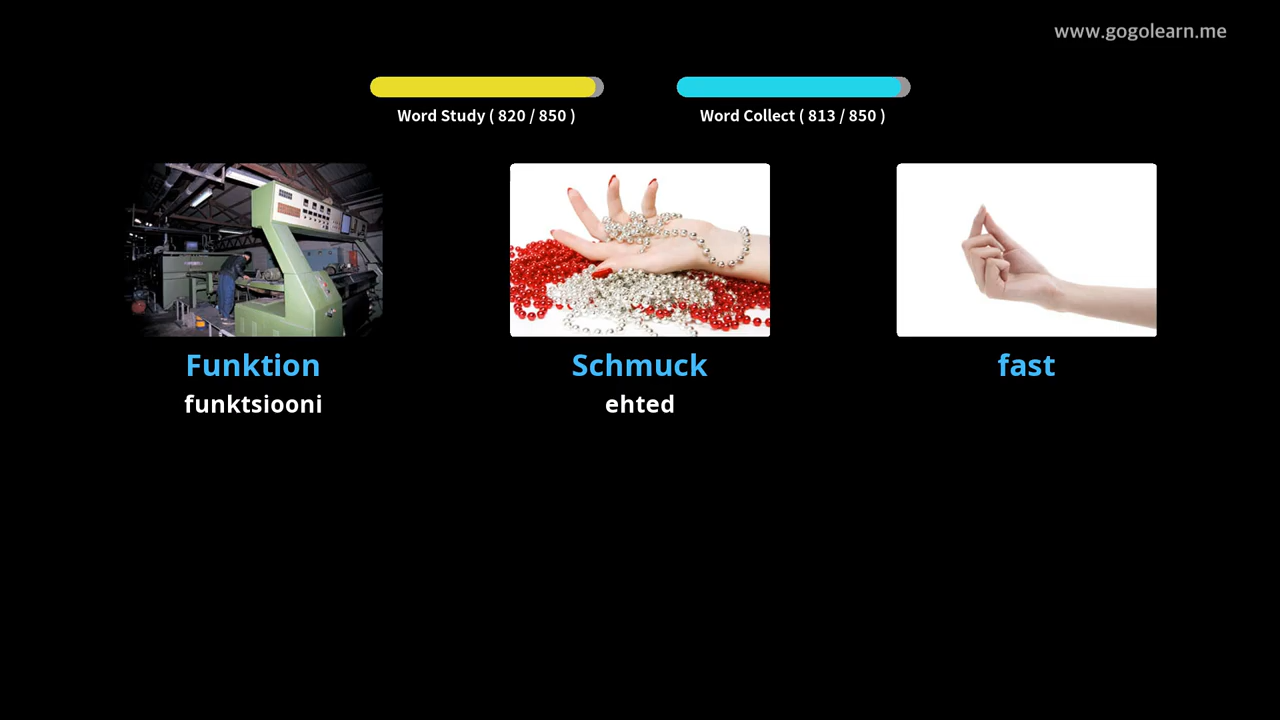 www.gogolearn.me
Word Study ( 820 / 850 )
Word Collect ( 813 / 850 )
Funktion
funktsiooni
Schmuck
ehted
fast